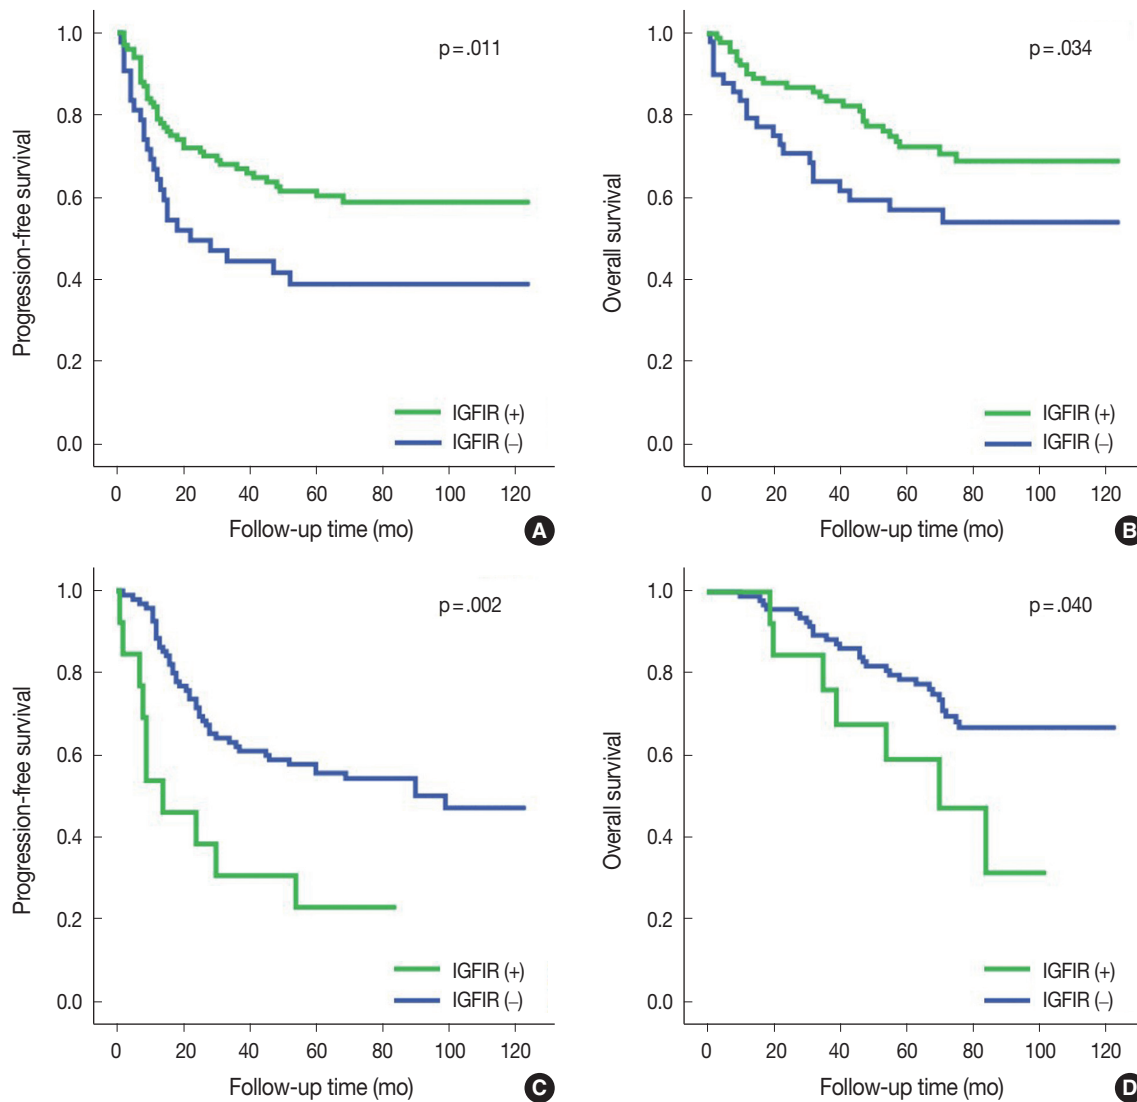 1.0
0.8
0.6
0.4
0.2
0.0
Progression-free survival
p=.011
IGFIR (+)
IGFIR (–)
0 20 40 60 80 100 120
Follow-up time (mo)
A
1.0
0.8
0.6
0.4
0.2
0.0
Overall survival
p=.034
IGFIR (+)
IGFIR (–)
0 20 40 60 80 100 120
Follow-up time (mo)
B
1.0
0.8
0.6
0.4
0.2
0.0
Progression-free survival
p=.002
IGFIR (+)
IGFIR (–)
0 20 40 60 80 100 120
Follow-up time (mo)
C
1.0
0.8
0.6
0.4
0.2
0.0
Overall survival
p=.040
IGFIR (+)
IGFIR (–)
0 20 40 60 80 100 120
Follow-up time (mo)
D